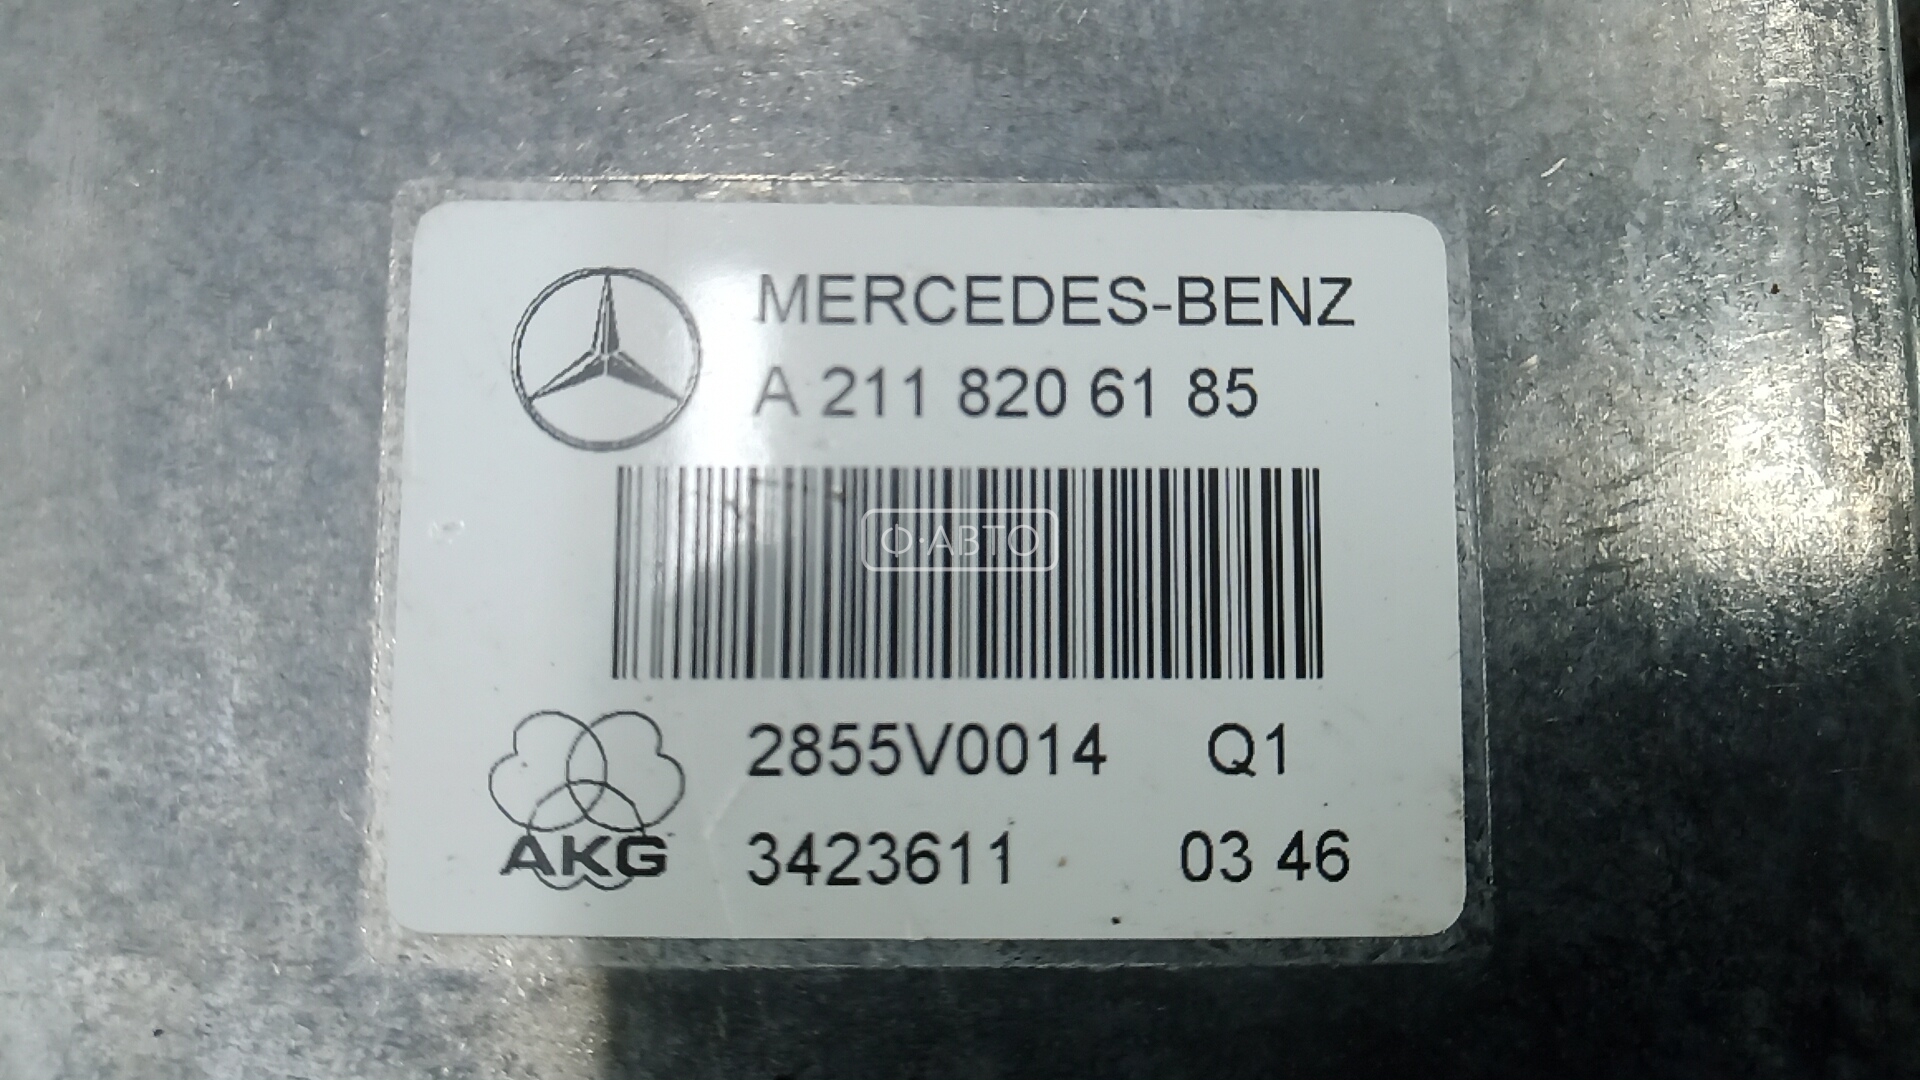 MERCEDES-BENZ
A 211 820 61 85
Ф·АВТО
2855V0014 Q1
AKG
3423611 03 46